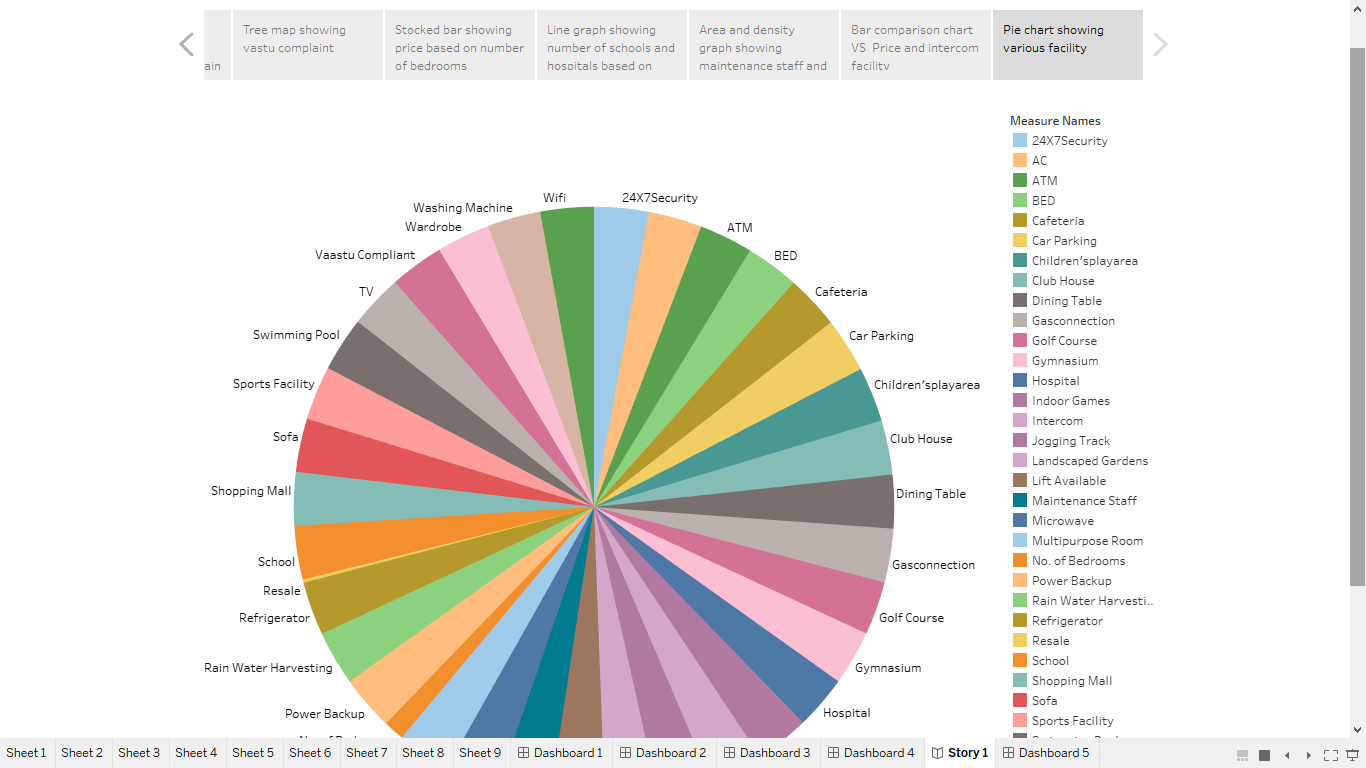 ain
Tree map showing
vastu complaint
Stocked bar showing
price based on number
of bedrooms
Line graph showing
number of schools and
hospitals based on
Area and density
graph showing
maintenance staff and
Bar comparison chart
VS Price and intercom
facility
Pie chart showing
various facility
Wifi
24X7Security
Washing Machine
Wardrobe
ATM
Vaastu Compliant
BED
TV
Cafeteria
Swimming Pool
Car Parking
Sports Facility
Children'splayarea
Sofa
Club House
Shopping Mall
Dining Table
School
Gasconnection
Resale
Refrigerator
Golf Course
Rain Water Harvesting
Gymnasium
Power Backup
Hospital
Measure Names
24X7Security
AC
ATM
BED
Cafeteria
Car Parking
Children'splayarea
Club House
Dining Table
Gasconnection
Golf Course
Gymnasium
Hospital
Indoor Games
Intercom
Jogging Track
Landscaped Gardens
Lift Available
Maintenance Staff
Microwave
Multipurpose Room
No. of Bedrooms
Power Backup
Rain Water Harvesti..
Refrigerator
Resale
School
Shopping Mall
Sofa
Sports Facility
Sheet 1 Sheet 2 Sheet 3 Sheet 4 Sheet 5 Sheet 6 Sheet 7 Sheet 8 Sheet 9 Dashboard 1 Dashboard 2 Dashboard 3 Dashboard 4 Story 1 Dashboard 5